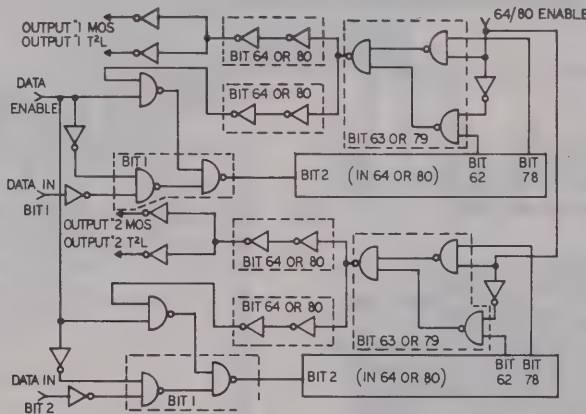 OUTPUT "1 MOS
OUTPUT "1 T²L
BIT 64 OR 80
64/80 ENABLE
DATA
ENABLE
BIT 64 OR 80
BIT 63 OR 79
BIT 1
DATA IN
BIT 1
BIT 2 (IN 64 OR 80)
BIT 62
BIT 78
OUTPUT "2 MOS
OUTPUT "2 T²L
BIT 64 OR 80
BIT 64 OR 80
BIT 63 OR 79
DATA IN
BIT 2
BIT 1
BIT 2 (IN 64 OR 80)
BIT 62
BIT 78